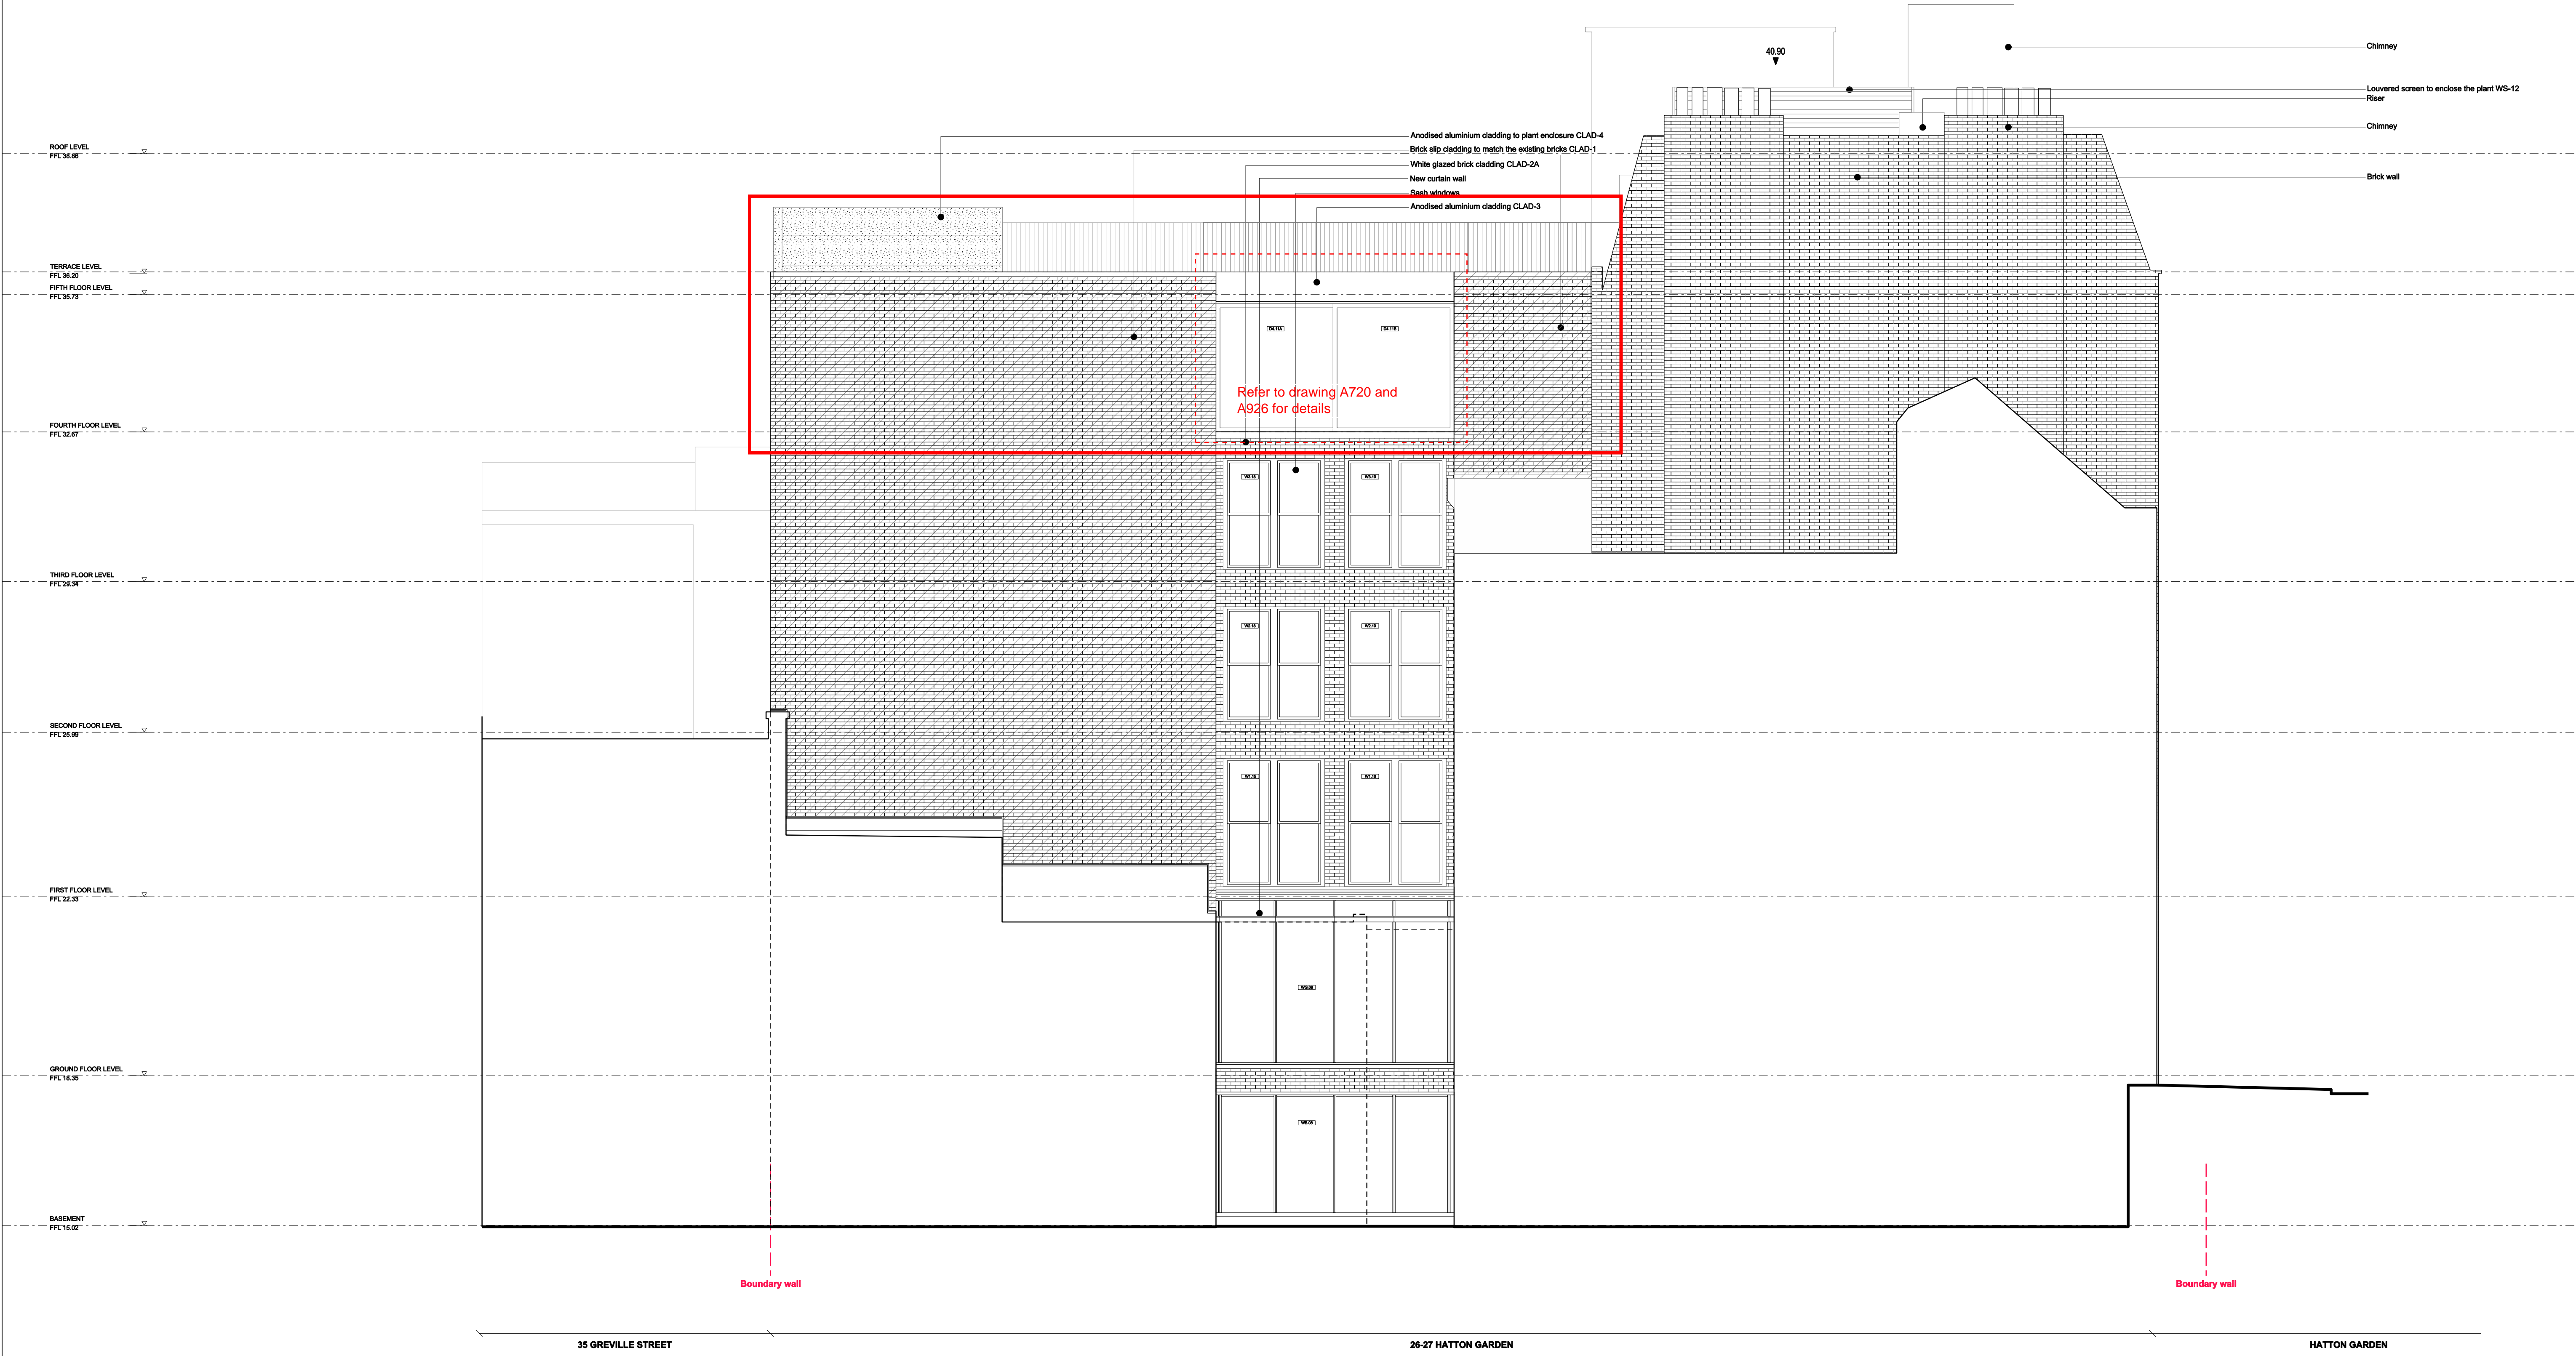 40.90
Chimney
Louvered screen to enclose the plant WS-12
Riser
Chimney
Brick wall
Anodised aluminium cladding to plant enclosure CLAD-4
Brick slip cladding to match the existing bricks CLAD-1
White glazed brick cladding CLAD-2A
New curtain wall
Sash windows
Anodised aluminium cladding CLAD-3
ROOF LEVEL
FFL 38.86
TERRACE LEVEL
FFL 36.20
FIFTH FLOOR LEVEL
FFL 35.73
D4.11A
D4.11B
Refer to drawing A720 and
A926 for details
FOURTH FLOOR LEVEL
FFL 32.67
THIRD FLOOR LEVEL
FFL 29.34
SECOND FLOOR LEVEL
FFL 25.99
FIRST FLOOR LEVEL
FFL 22.33
GROUND FLOOR LEVEL
FFL 18.35
BASEMENT
FFL 15.02
Boundary wall
Boundary wall
35 GREVILLE STREET
26-27 HATTON GARDEN
HATTON GARDEN